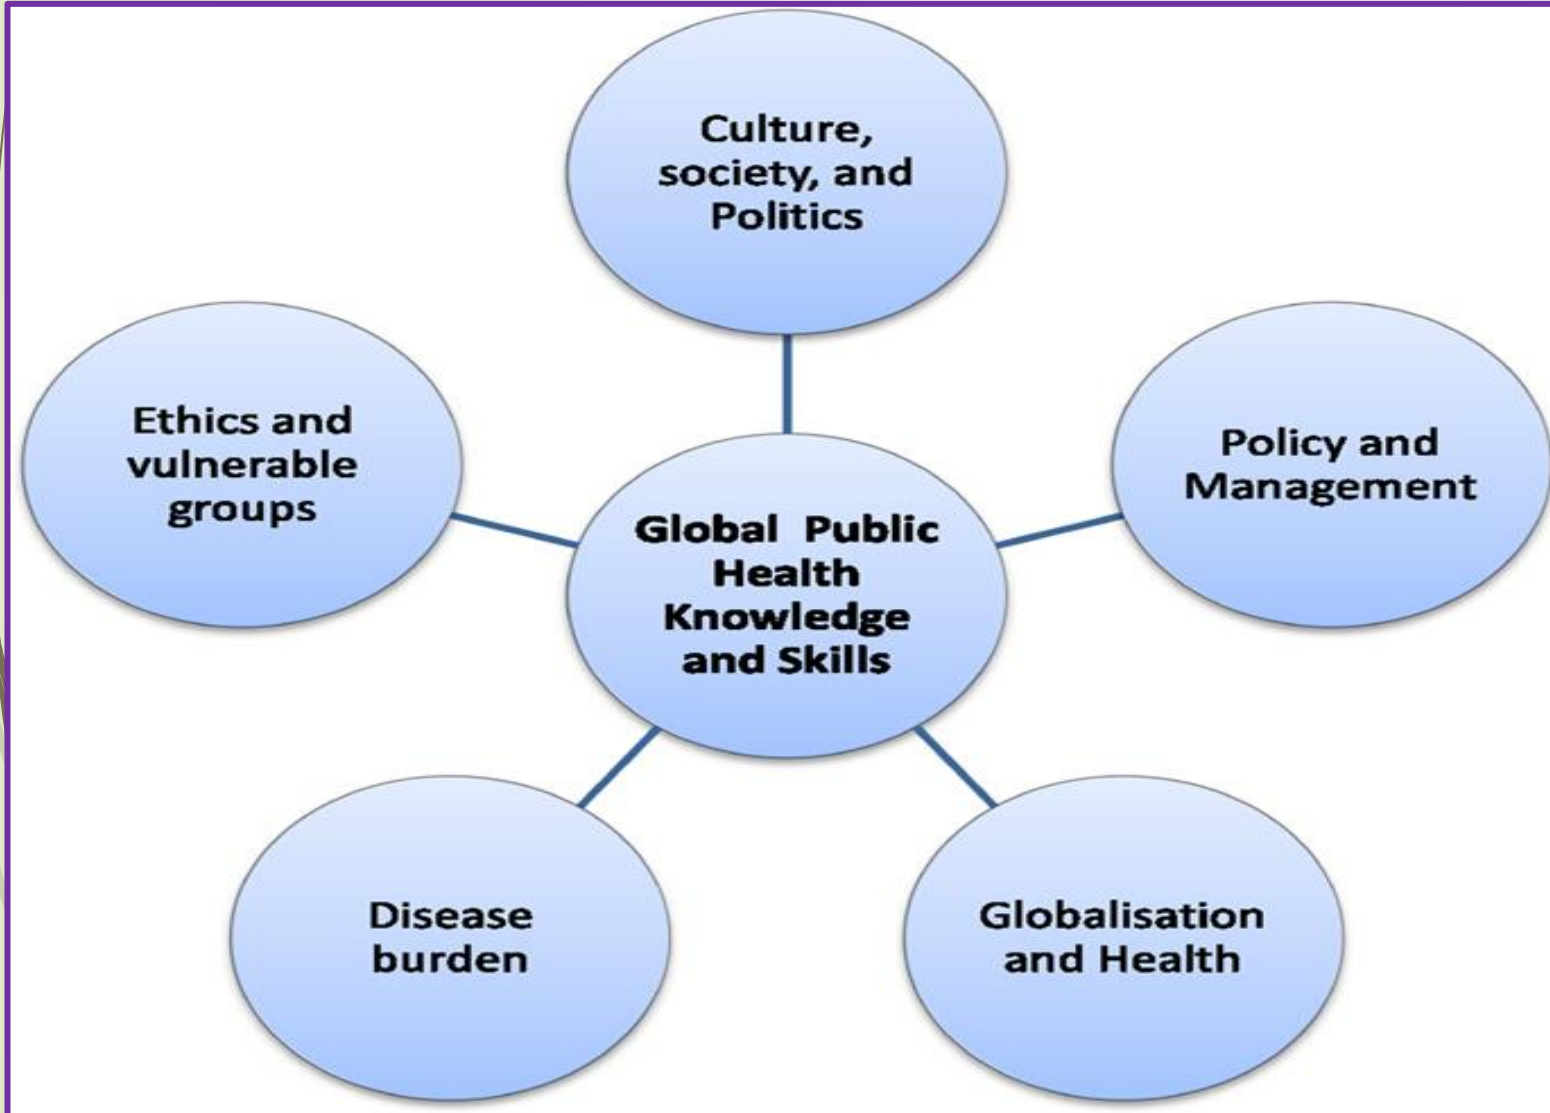 Culture,
society, and
Politics
Ethics and
vulnerable
groups
Policy and
Management
Global Public
Health
Knowledge
and Skills
Disease
burden
Globalisation
and Health